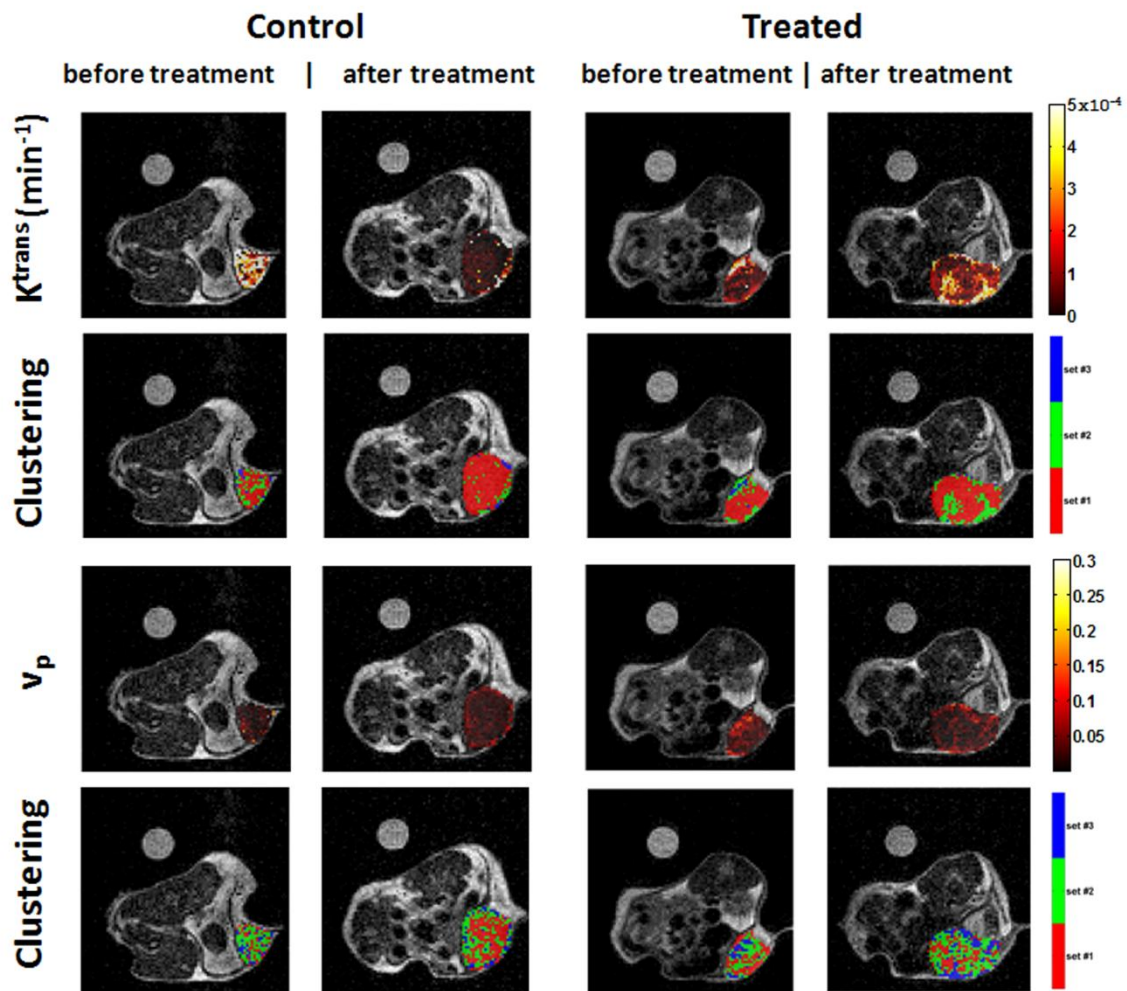 Control Treated
before treatment | after treatment before treatment | after treatment
K^trans (min^-1)
5x10^-4
4
3
2
1
0
Clustering
set #3
set #2
set #1
v_p
0.3
0.25
0.2
0.15
0.1
0.05
Clustering
set #3
set #2
set #1